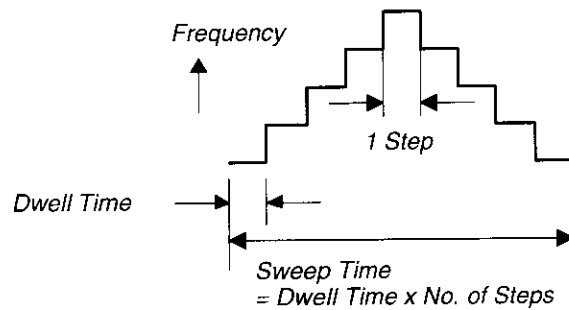 Frequency
1 Step
Dwell Time
Sweep Time
= Dwell Time x No. of Steps